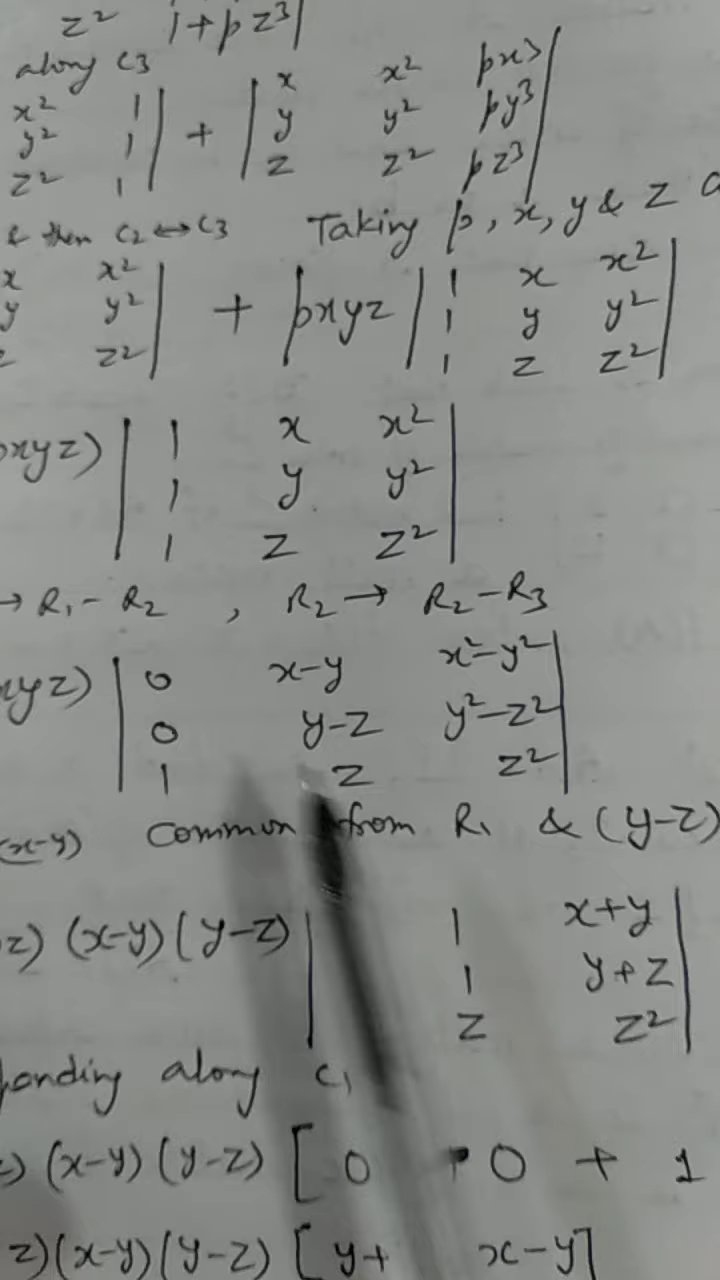 z² 1+pz³|
along C3
x² 1 | | x x² px³ |
y² 1 | + | y y² py³ |
z² 1 | | z z² pz³ |
& then C2 ↔ C3 Taking p, x, y & z
x x² | | 1 x x² |
y y² | + pxyz | 1 y y² |
z z² | | 1 z z² |
pxyz) | 1 x x² |
| 1 y y² |
| 1 z z² |
→ R1 - R2 , R2 → R2 - R3
xyz) | 0 x-y x²-y² |
| 0 y-z y²-z² |
| 1 z z² |
(x-y) common from R1 & (y-z)
z) (x-y)(y-z) | 1 x+y |
| 1 y+z |
| z z² |
panding along C1
z) (x-y)(y-z) [ 0 0 + 1
z)(x-y)(y-z) [ y+ x-y]